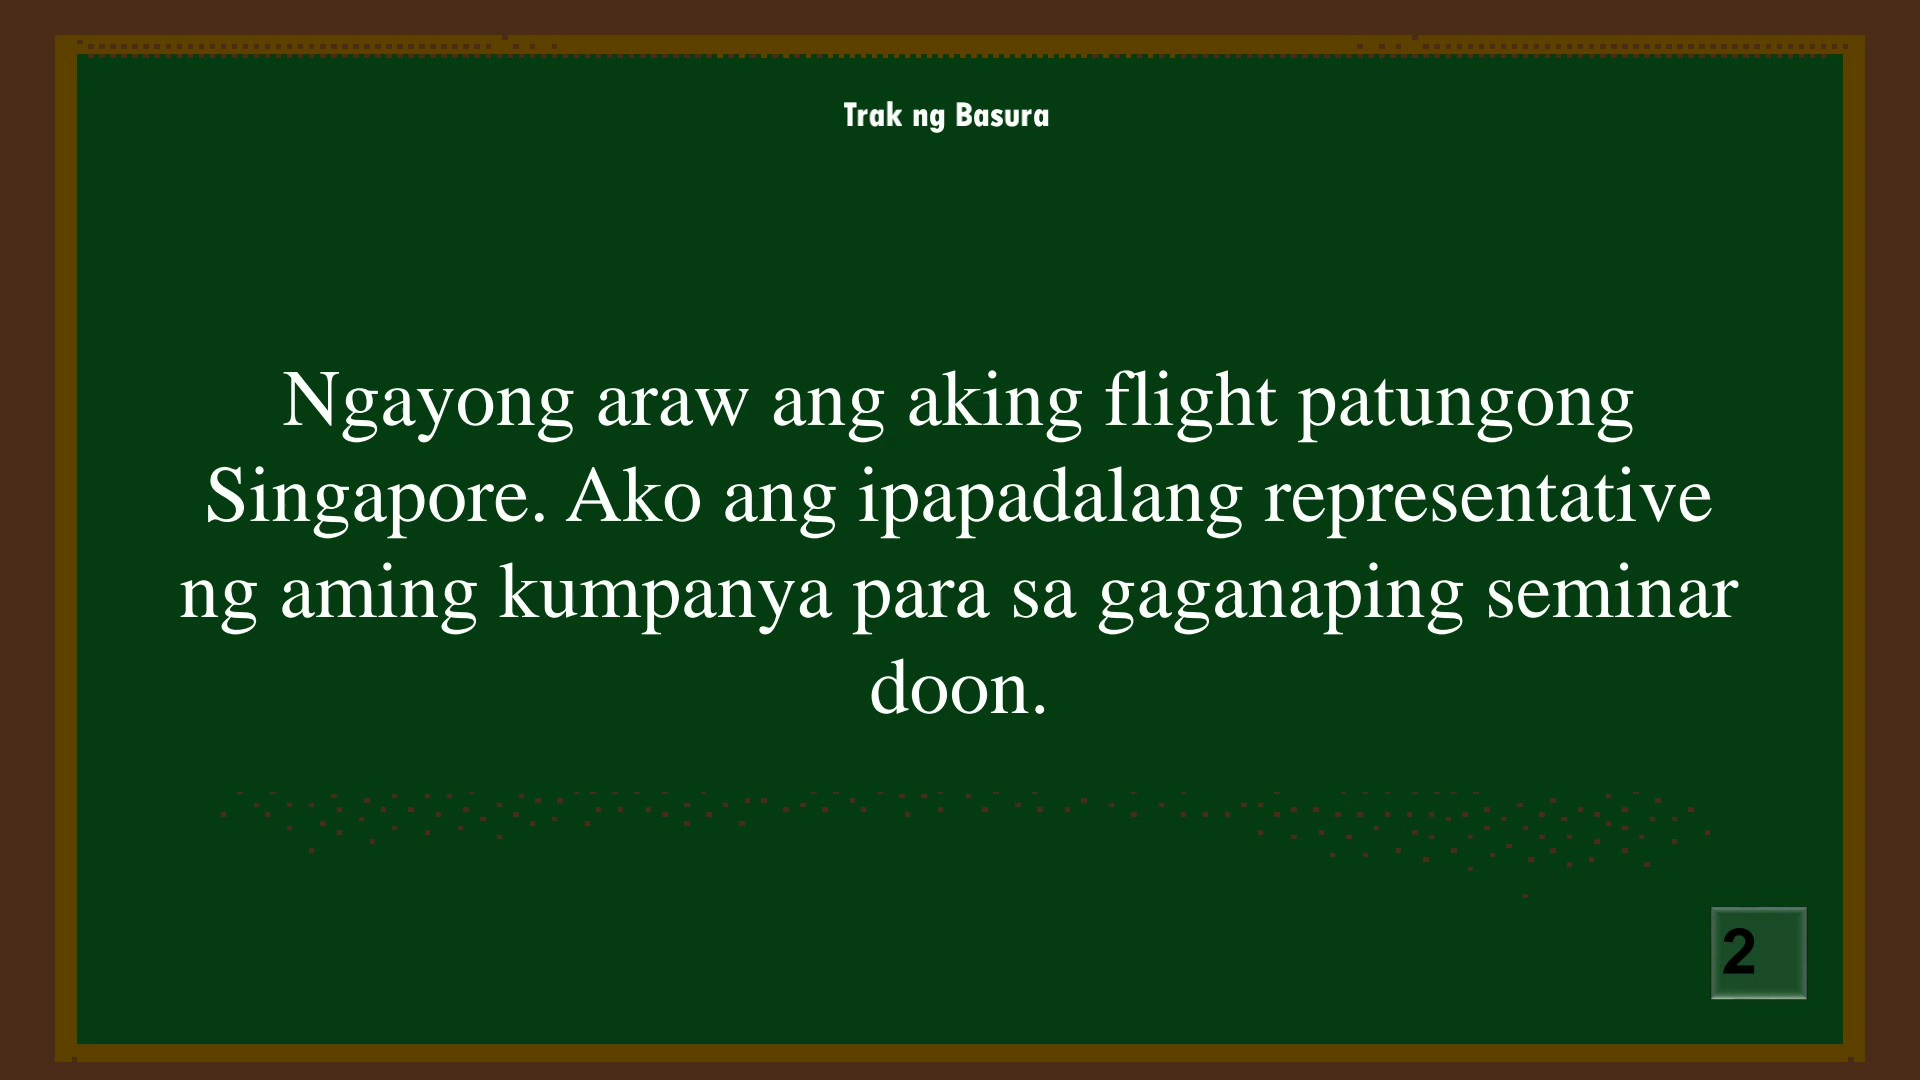 Trak ng Basura
Ngayong araw ang aking flight patungong
Singapore. Ako ang ipapadalang representative
ng aming kumpanya para sa gaganaping seminar
doon.
2